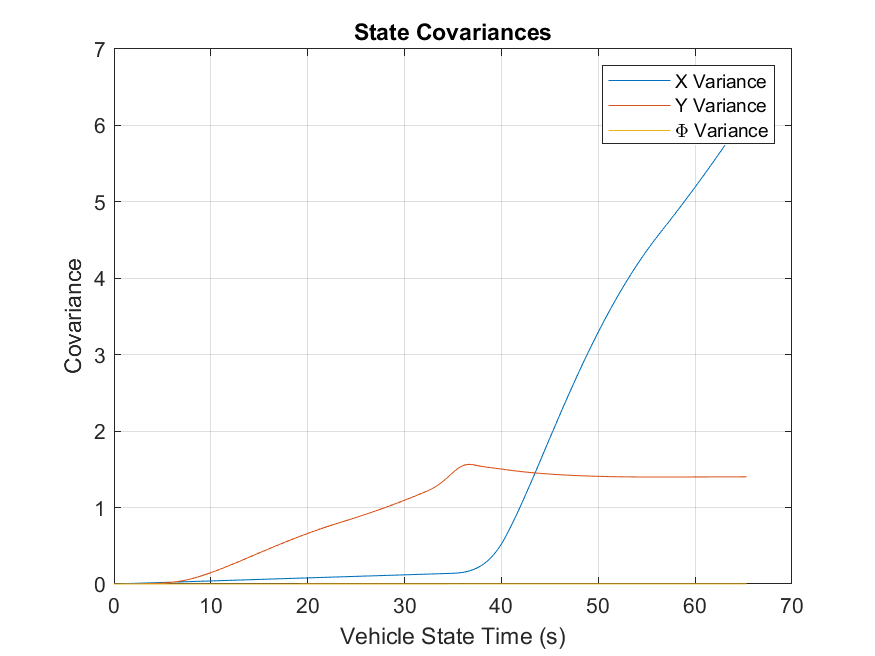 State Covariances
7
6
5
4
3
2
1
0
Covariance
X Variance
Y Variance
Φ Variance
0 10 20 30 40 50 60 70
Vehicle State Time (s)